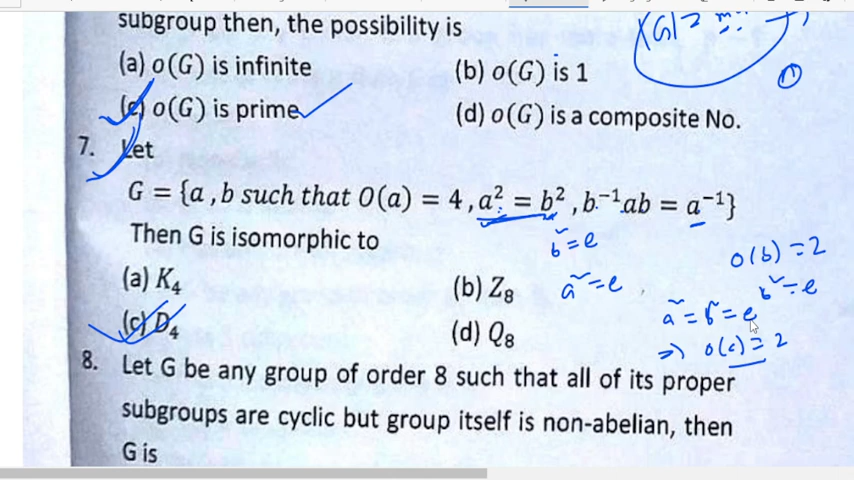 subgroup then, the possibility is
(a) o(G) is infinite
(b) o(G) is 1
(c) o(G) is prime
(d) o(G) is a composite No.
7. Let
G = {a ,b such that O(a) = 4 ,a² = b² ,b⁻¹ab = a⁻¹}
Then G is isomorphic to
b² = e
o(b) = 2
(a) K₄
(b) Z₈
a² = e
b² = e
a² = b² = e
(c) D₄
(d) Q₈
⇒ o(c) = 2
8. Let G be any group of order 8 such that all of its proper
subgroups are cyclic but group itself is non-abelian, then
G is